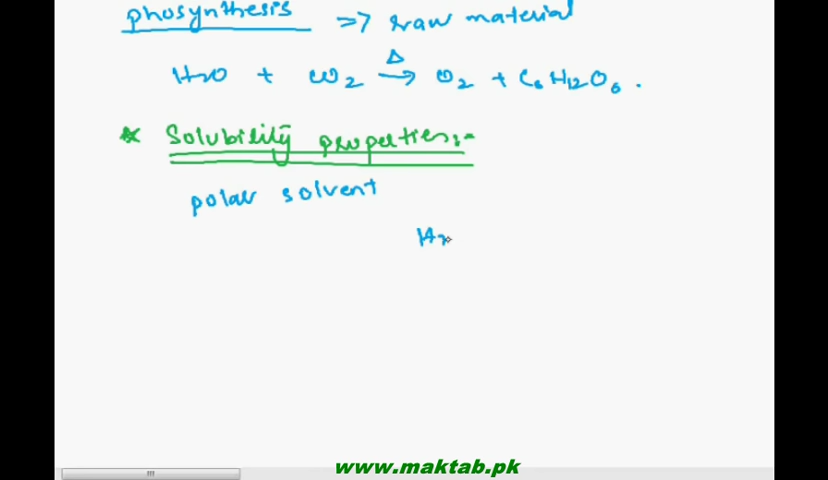 phosynthesis => raw material
H2O + CO2 Δ→ O2 + C6H12O6.
* Solubility properties:-
polar solvent
H2
www.maktab.pk